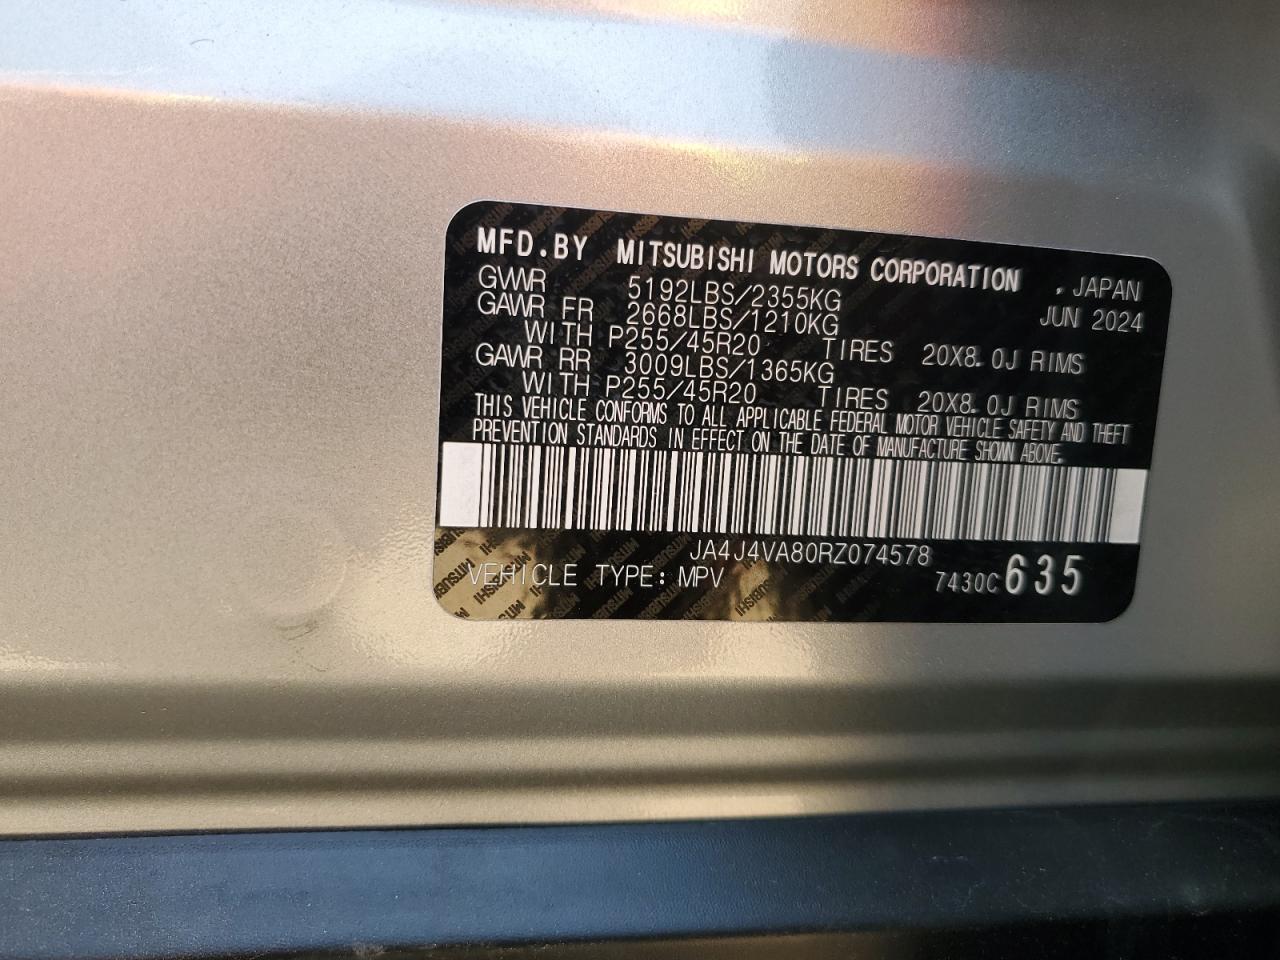 MFD.BY MITSUBISHI MOTORS CORPORATION , JAPAN
GVWR 5192LBS/2355KG JUN 2024
GAWR FR 2668LBS/1210KG
WITH P255/45R20 TIRES 20X8.0J RIMS
GAWR RR 3009LBS/1365KG
WITH P255/45R20 TIRES 20X8.0J RIMS
THIS VEHICLE CONFORMS TO ALL APPLICABLE FEDERAL MOTOR VEHICLE SAFETY AND THEFT
PREVENTION STANDARDS IN EFFECT ON THE DATE OF MANUFACTURE SHOWN ABOVE.
JA4J4VA80RZ074578
VEHICLE TYPE: MPV 7430C 635